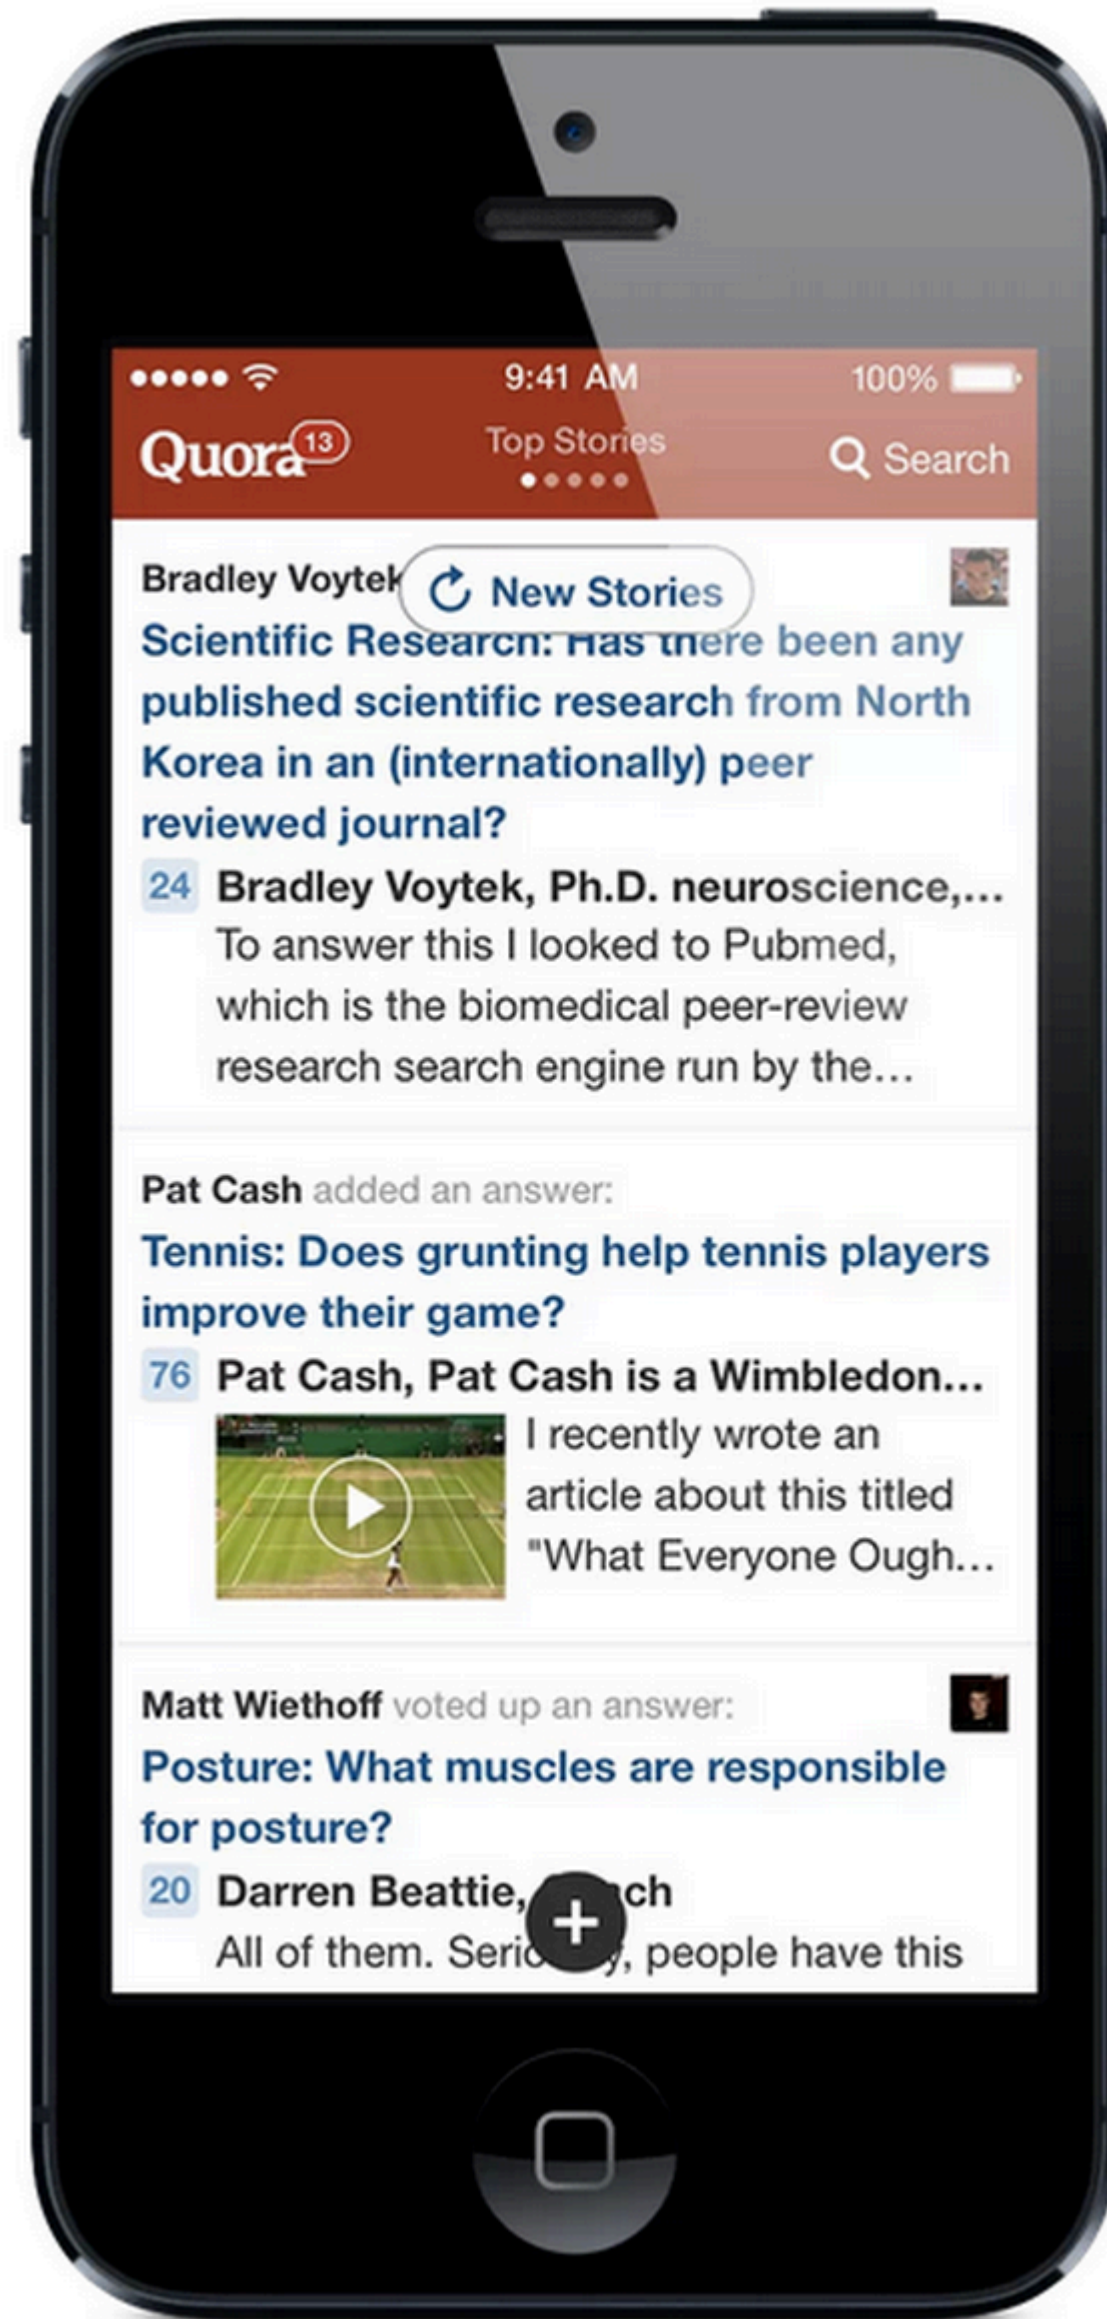 9:41 AM
100%
Quora 13
Top Stories
Search
Bradley Voytek
New Stories
Scientific Research: Has there been any
published scientific research from North
Korea in an (internationally) peer
reviewed journal?
24 Bradley Voytek, Ph.D. neuroscience,...
To answer this I looked to Pubmed,
which is the biomedical peer-review
research search engine run by the...
Pat Cash added an answer:
Tennis: Does grunting help tennis players
improve their game?
76 Pat Cash, Pat Cash is a Wimbledon...
I recently wrote an
article about this titled
"What Everyone Ough...
Matt Wiethoff voted up an answer:
Posture: What muscles are responsible
for posture?
20 Darren Beattie,
All of them. people have this